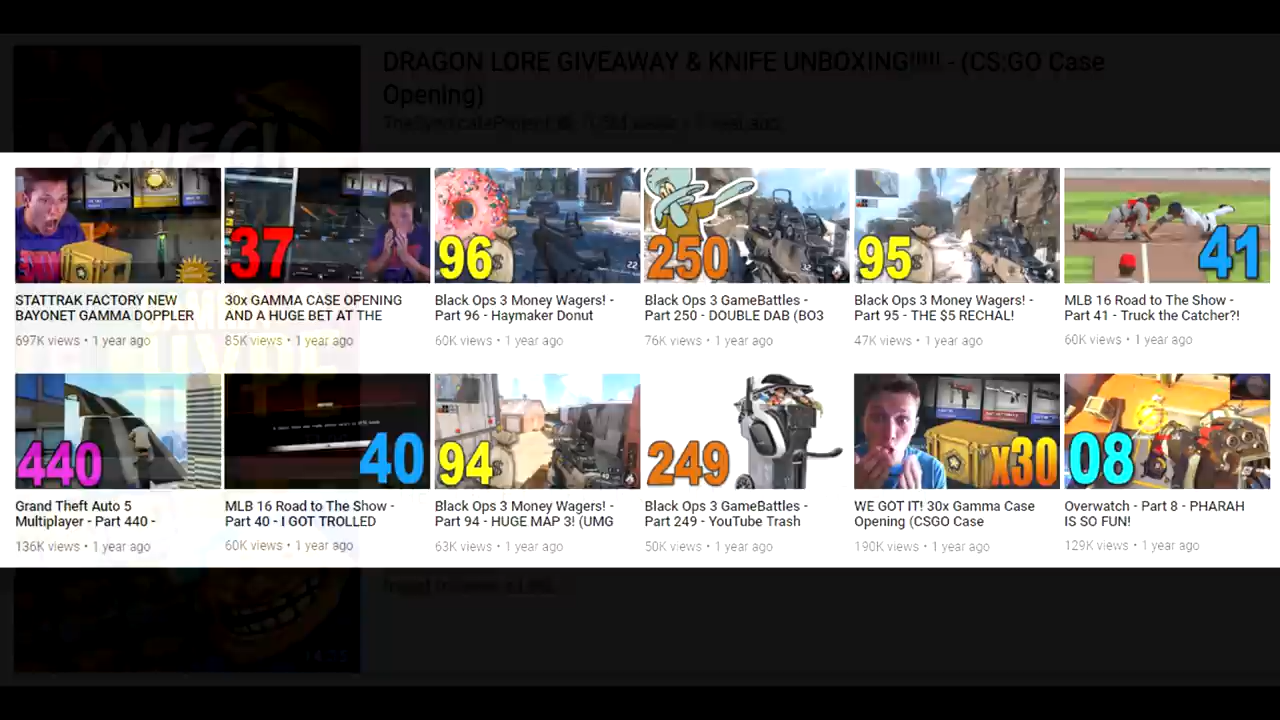 DRAGON LORE GIVEAWAY & KNIFE UNBOXING!!!!! - (CS:GO Case
Opening)
TheSyndicateProject
1 year ago
OMFG!
37
96
250
95
41
STATTRAK FACTORY NEW
BAYONET GAMMA DOPPLER
697K views • 1 year ago
30x GAMMA CASE OPENING
AND A HUGE BET AT THE
85K views • 1 year ago
Black Ops 3 Money Wagers! -
Part 96 - Haymaker Donut
60K views • 1 year ago
Black Ops 3 GameBattles -
Part 250 - DOUBLE DAB (BO3
76K views • 1 year ago
Black Ops 3 Money Wagers! -
Part 95 - THE $5 RECHAL!
47K views • 1 year ago
MLB 16 Road to The Show -
Part 41 - Truck the Catcher?!
60K views • 1 year ago
440
40
94
249
x30
08
Grand Theft Auto 5
Multiplayer - Part 440 -
136K views • 1 year ago
MLB 16 Road to The Show -
Part 40 - I GOT TROLLED
60K views • 1 year ago
Black Ops 3 Money Wagers! -
Part 94 - HUGE MAP 3! (UMG
63K views • 1 year ago
Black Ops 3 GameBattles -
Part 249 - YouTube Trash
50K views • 1 year ago
WE GOT IT! 30x Gamma Case
Opening (CSGO Case
190K views • 1 year ago
Overwatch - Part 8 - PHARAH
IS SO FUN!
129K views • 1 year ago